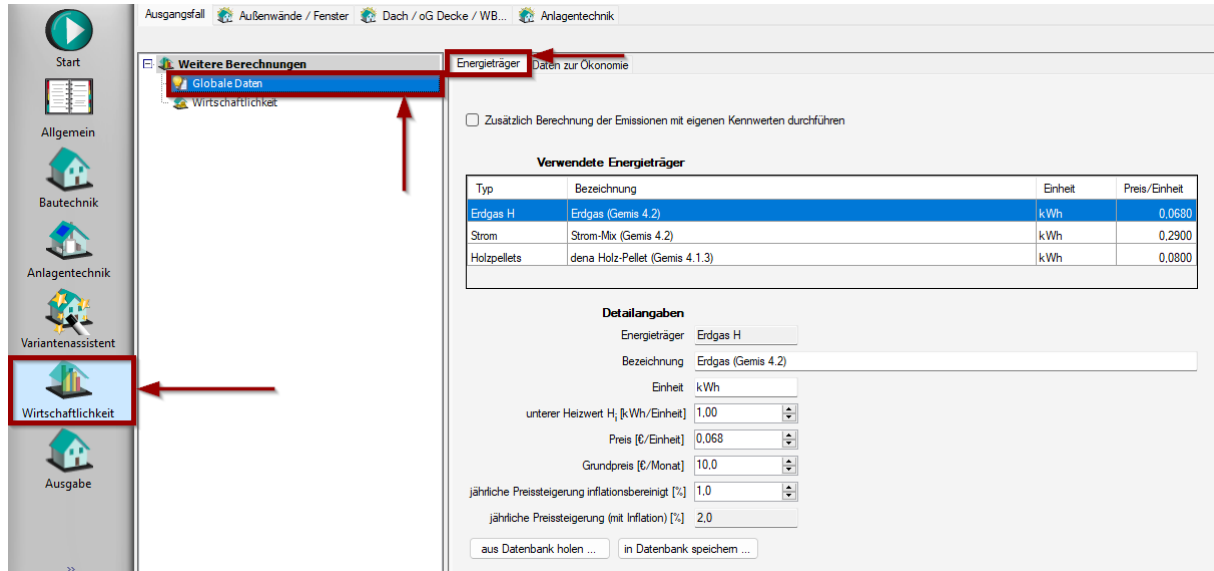 Ausgangsfall Außenwände / Fenster Dach / oG Decke / WB... Anlagentechnik
Start
Allgemein
Bautechnik
Anlagentechnik
Variantenassistent
Wirtschaftlichkeit
Ausgabe
Weitere Berechnungen
Globale Daten
Wirtschaftlichkeit
Energieträger Daten zur Ökonomie
Zusätzlich Berechnung der Emissionen mit eigenen Kennwerten durchführen
Verwendete Energieträger
Typ Bezeichnung Einheit Preis/Einheit
Erdgas H Erdgas (Gemis 4.2) kWh 0,0680
Strom Strom-Mix (Gemis 4.2) kWh 0,2900
Holzpellets dena Holz-Pellet (Gemis 4.1.3) kWh 0,0800
Detailangaben
Energieträger Erdgas H
Bezeichnung Erdgas (Gemis 4.2)
Einheit kWh
unterer Heizwert Hi [kWh/Einheit] 1,00
Preis [€/Einheit] 0,068
Grundpreis [€/Monat] 10,0
jährliche Preissteigerung inflationsbereinigt [%] 1,0
jährliche Preissteigerung (mit Inflation) [%] 2,0
aus Datenbank holen ... in Datenbank speichern ...